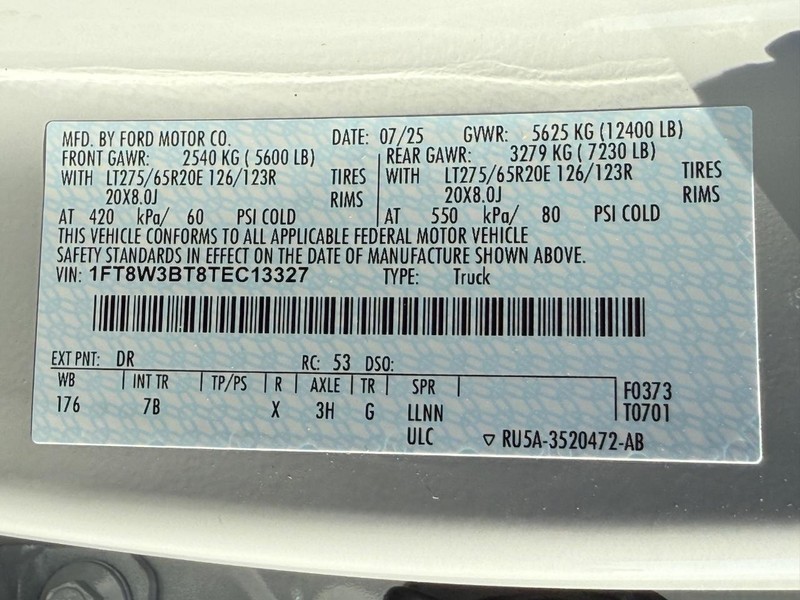 MFD. BY FORD MOTOR CO. DATE: 07/25 GVWR: 5625 KG (12400 LB)
FRONT GAWR: 2540 KG ( 5600 LB) REAR GAWR: 3279 KG ( 7230 LB)
WITH LT275/65R20E 126/123R TIRES WITH LT275/65R20E 126/123R TIRES
20X8.0J RIMS 20X8.0J RIMS
AT 420 kPa/ 60 PSI COLD AT 550 kPa/ 80 PSI COLD
THIS VEHICLE CONFORMS TO ALL APPLICABLE FEDERAL MOTOR VEHICLE
SAFETY STANDARDS IN EFFECT ON THE DATE OF MANUFACTURE SHOWN ABOVE.
VIN: 1FT8W3BT8TEC13327 TYPE: Truck
EXT PNT: DR RC: 53 DSO:
WB INT TR TP/PS R AXLE TR SPR F0373
176 7B X 3H G LLNN T0701
ULC ▽ RU5A-3520472-AB